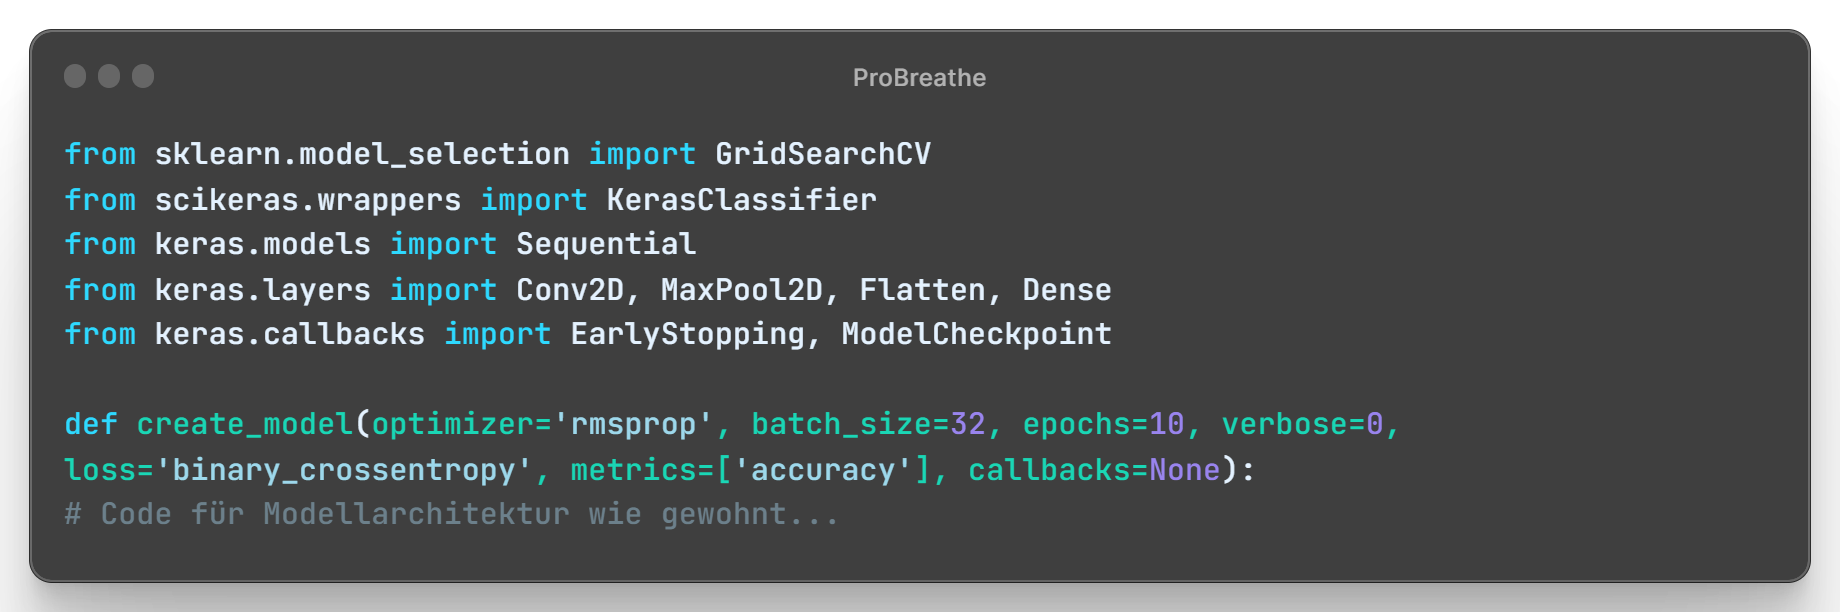 ProBreathe
from sklearn.model_selection import GridSearchCV
from scikeras.wrappers import KerasClassifier
from keras.models import Sequential
from keras.layers import Conv2D, MaxPool2D, Flatten, Dense
from keras.callbacks import EarlyStopping, ModelCheckpoint
def create_model(optimizer='rmsprop', batch_size=32, epochs=10, verbose=0,
loss='binary_crossentropy', metrics=['accuracy'], callbacks=None):
# Code für Modellarchitektur wie gewohnt...